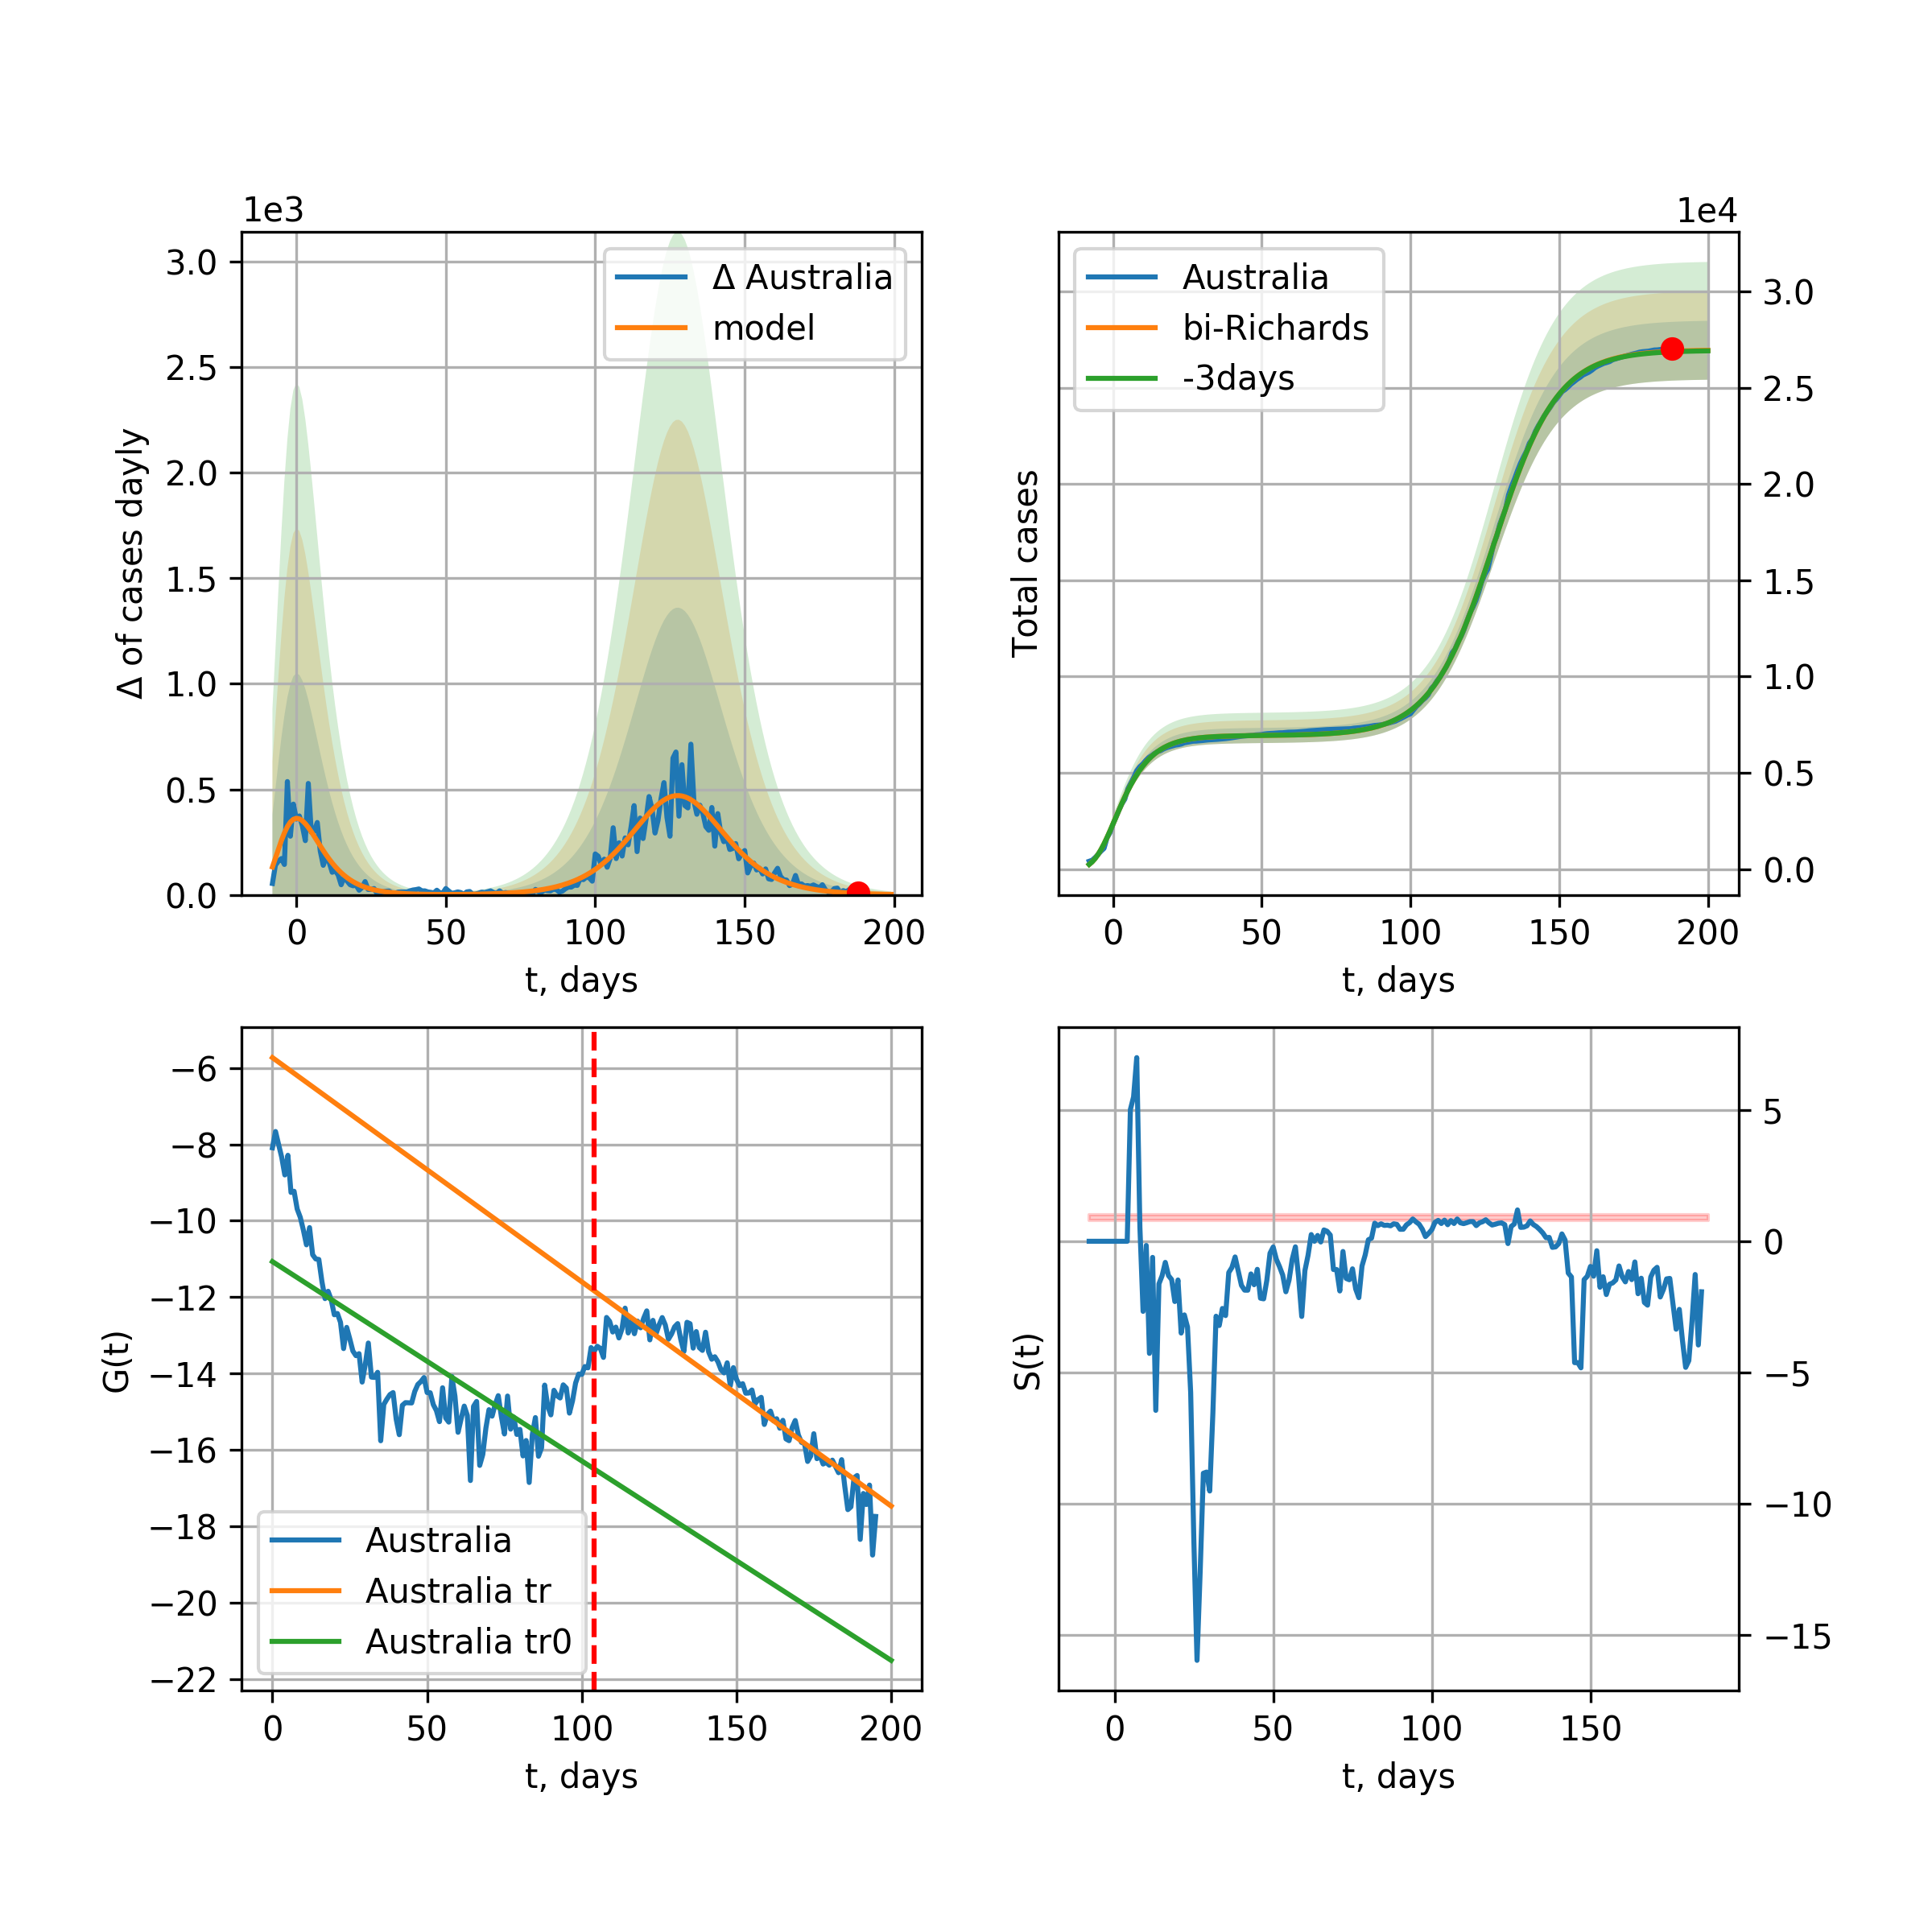 1e3
3.0
2.5
2.0
1.5
1.0
0.5
0.0
Δ of cases dayly
Δ Australia
model
0
50
100
150
200
t, days
1e4
Australia
bi-Richards
-3days
3.0
2.5
2.0
1.5
1.0
0.5
0.0
Total cases
0
50
100
150
200
t, days
−6
−8
−10
−12
−14
−16
−18
−20
−22
G(t)
Australia
Australia tr
Australia tr0
0
50
100
150
200
t, days
5
0
−5
−10
−15
S(t)
0
50
100
150
t, days